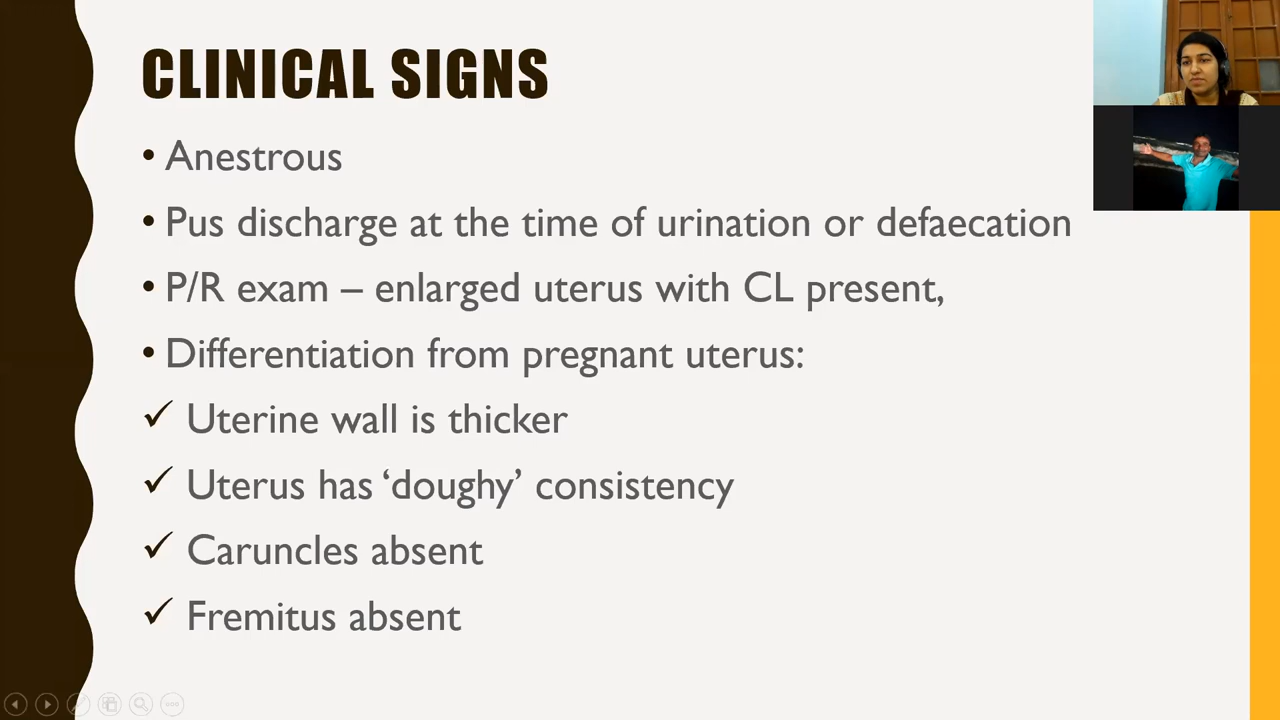 CLINICAL SIGNS
• Anestrous
• Pus discharge at the time of urination or defaecation
• P/R exam – enlarged uterus with CL present,
• Differentiation from pregnant uterus:
✓ Uterine wall is thicker
✓ Uterus has ‘doughy’ consistency
✓ Caruncles absent
✓ Fremitus absent